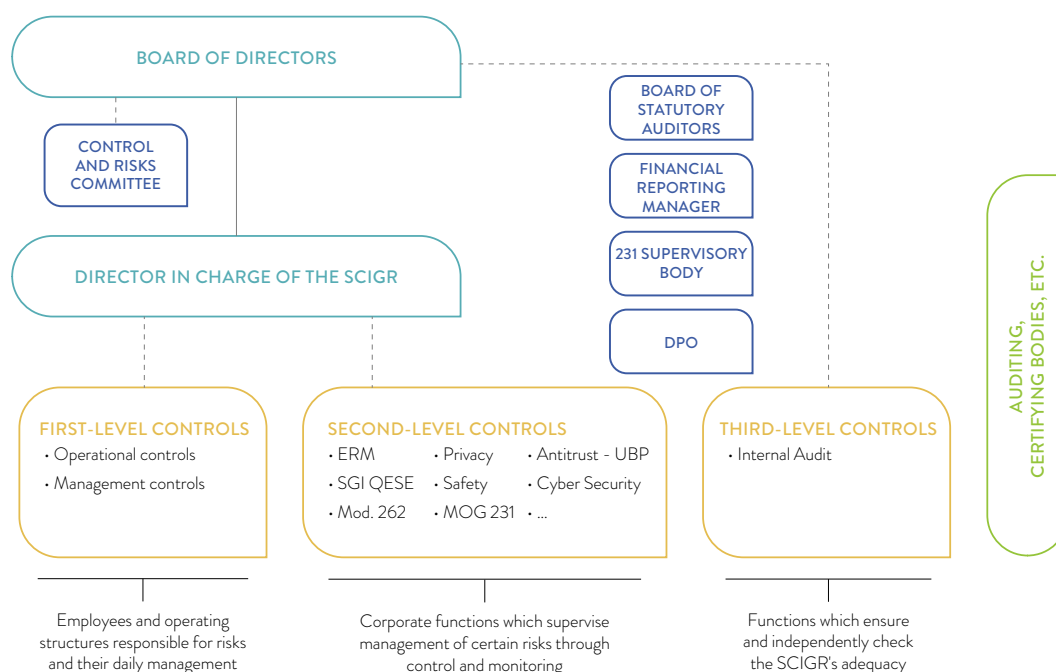 BOARD OF DIRECTORS
CONTROL
AND RISKS
COMMITTEE
BOARD OF
STATUTORY
AUDITORS
FINANCIAL
REPORTING
MANAGER
231 SUPERVISORY
BODY
DPO
DIRECTOR IN CHARGE OF THE SCIGR
FIRST-LEVEL CONTROLS
• Operational controls
• Management controls
SECOND-LEVEL CONTROLS
• ERM • Privacy • Antitrust - UBP
• SGI QESE • Safety • Cyber Security
• Mod. 262 • MOG 231 • ...
THIRD-LEVEL CONTROLS
• Internal Audit
AUDITING,
CERTIFYING BODIES, ETC.
Employees and operating
structures responsible for risks
and their daily management
Corporate functions which supervise
management of certain risks through
control and monitoring
Functions which ensure
and independently check
the SCIGR's adequacy